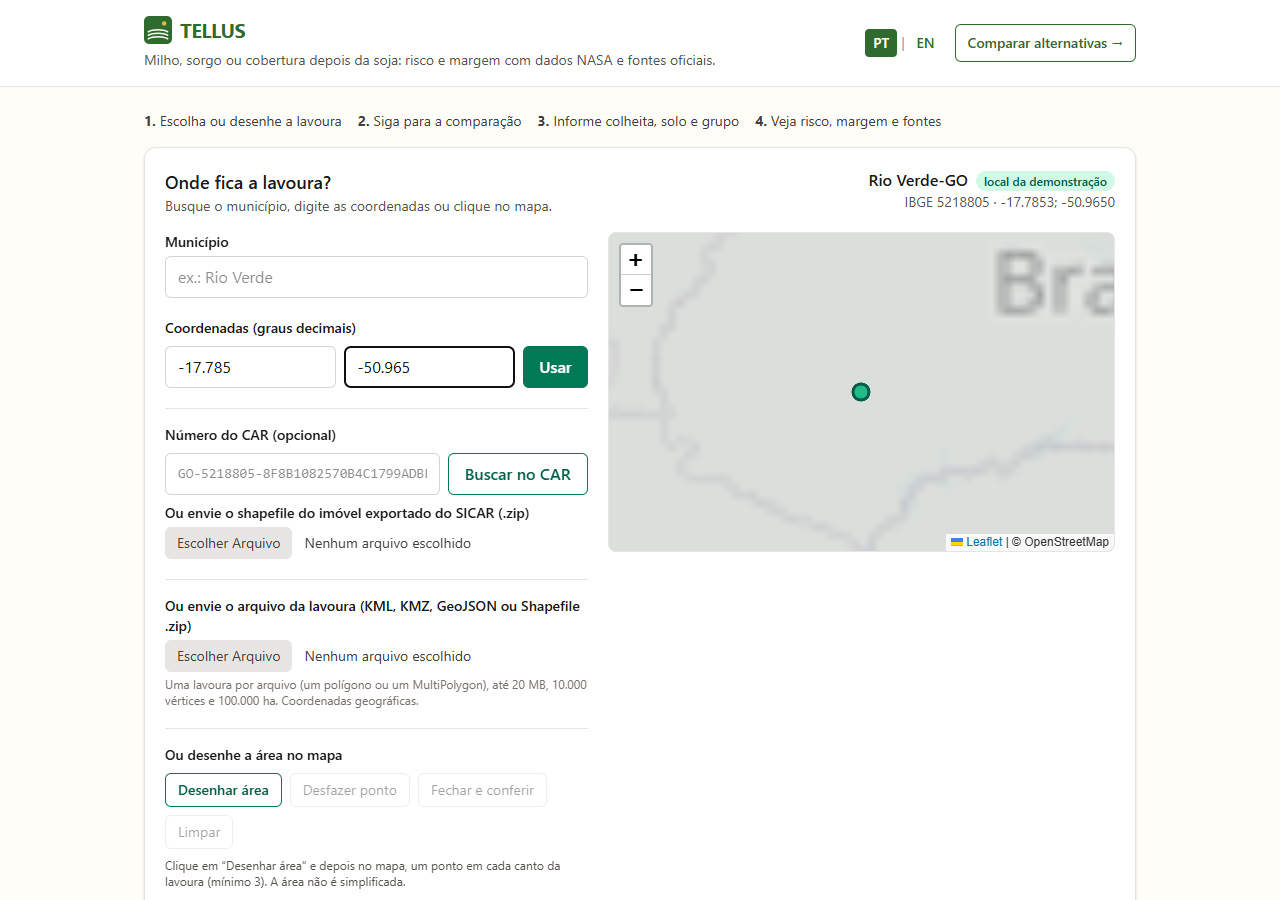 TELLUS
Milho, sorgo ou cobertura depois da soja: risco e margem com dados NASA e fontes oficiais.
PT | EN
Comparar alternativas →
1. Escolha ou desenhe a lavoura 2. Siga para a comparação 3. Informe colheita, solo e grupo 4. Veja risco, margem e fontes
Onde fica a lavoura?
Busque o município, digite as coordenadas ou clique no mapa.
Rio Verde-GO local da demonstração
IBGE 5218805 · -17.7853; -50.9650
Município
ex.: Rio Verde
Coordenadas (graus decimais)
-17.785
-50.965
Usar
Número do CAR (opcional)
GO-5218805-8F8B1082570B4C1799ADB
Buscar no CAR
Ou envie o shapefile do imóvel exportado do SICAR (.zip)
Escolher Arquivo Nenhum arquivo escolhido
Ou envie o arquivo da lavoura (KML, KMZ, GeoJSON ou Shapefile
.zip)
Escolher Arquivo Nenhum arquivo escolhido
Uma lavoura por arquivo (um polígono ou um MultiPolygon), até 20 MB, 10.000
vértices e 100.000 ha. Coordenadas geográficas.
Ou desenhe a área no mapa
Desenhar área
Desfazer ponto
Fechar e conferir
Limpar
Clique em “Desenhar área” e depois no mapa, um ponto em cada canto da
lavoura (mínimo 3). A área não é simplificada.
+
−
Bra
Leaflet | © OpenStreetMap